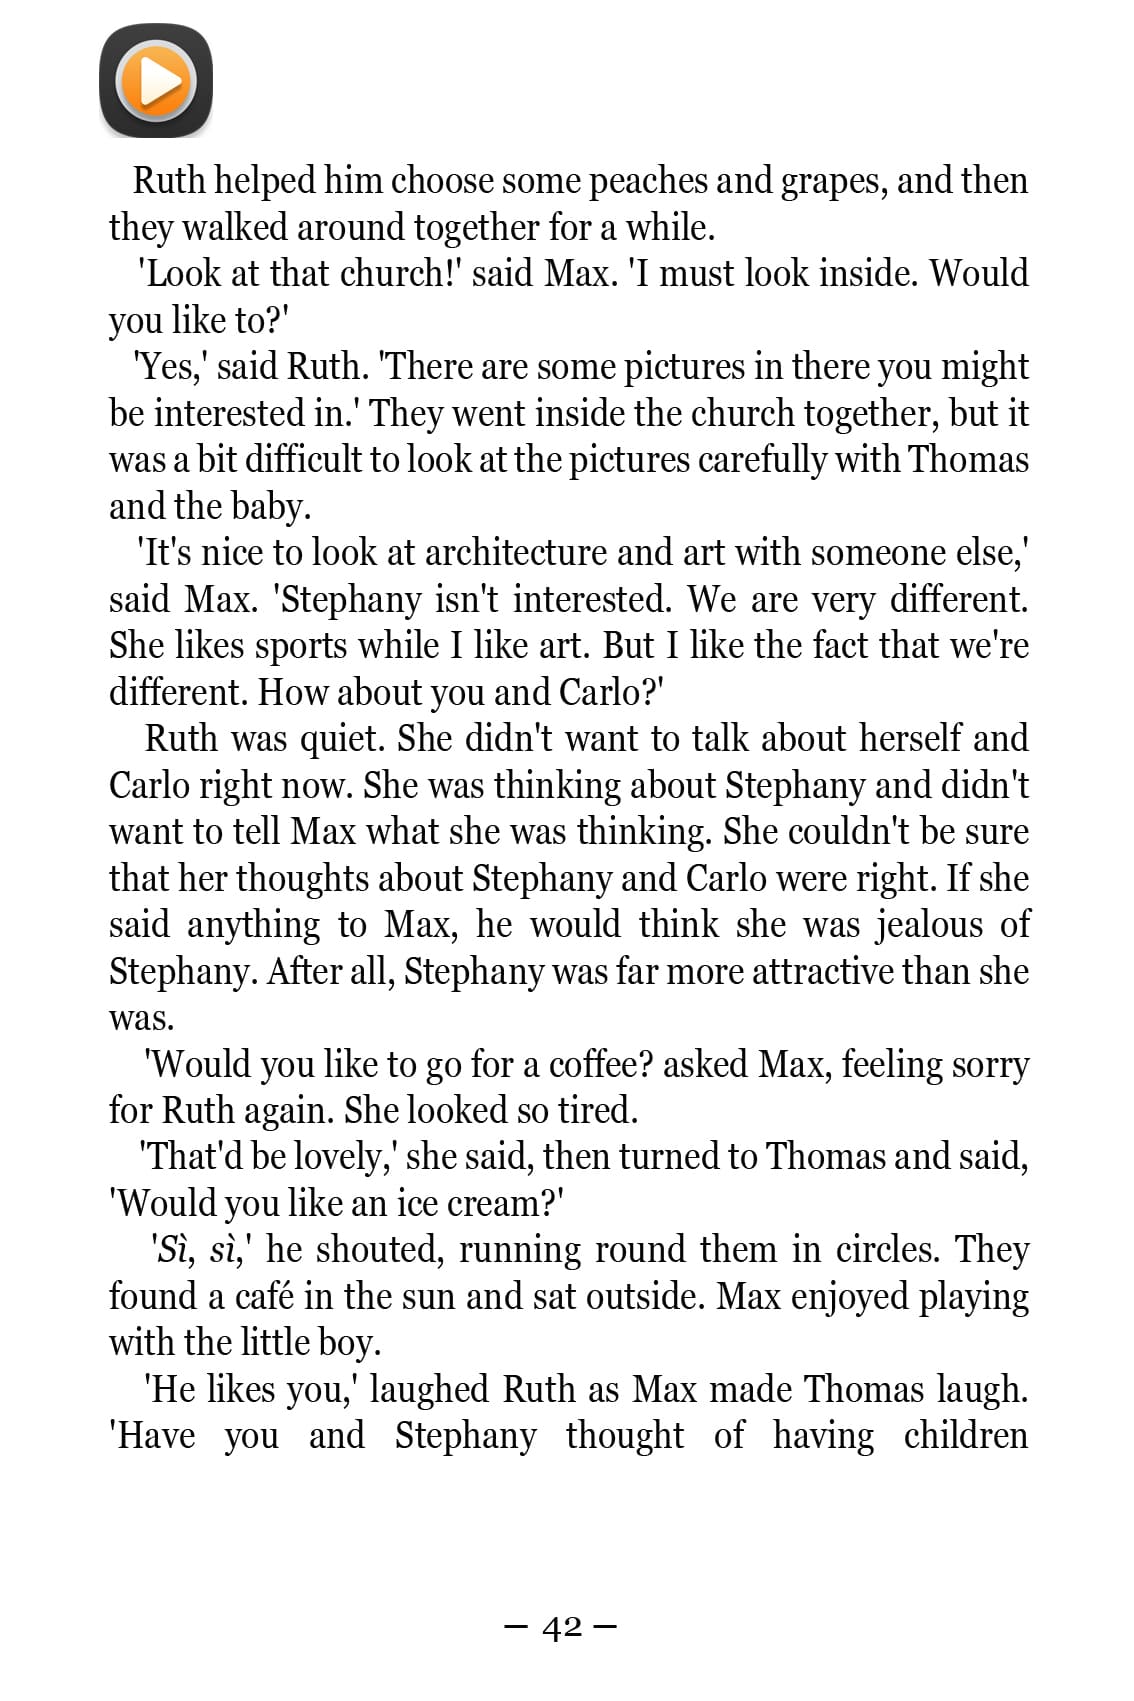 Ruth helped him choose some peaches and grapes, and then
they walked around together for a while.
'Look at that church!' said Max. 'I must look inside. Would
you like to?'
'Yes,' said Ruth. 'There are some pictures in there you might
be interested in.' They went inside the church together, but it
was a bit difficult to look at the pictures carefully with Thomas
and the baby.
'It's nice to look at architecture and art with someone else,'
said Max. 'Stephany isn't interested. We are very different.
She likes sports while I like art. But I like the fact that we're
different. How about you and Carlo?'
Ruth was quiet. She didn't want to talk about herself and
Carlo right now. She was thinking about Stephany and didn't
want to tell Max what she was thinking. She couldn't be sure
that her thoughts about Stephany and Carlo were right. If she
said anything to Max, he would think she was jealous of
Stephany. After all, Stephany was far more attractive than she
was.
'Would you like to go for a coffee? asked Max, feeling sorry
for Ruth again. She looked so tired.
'That'd be lovely,' she said, then turned to Thomas and said,
'Would you like an ice cream?'
'Sì, sì,' he shouted, running round them in circles. They
found a café in the sun and sat outside. Max enjoyed playing
with the little boy.
'He likes you,' laughed Ruth as Max made Thomas laugh.
'Have you and Stephany thought of having children
– 42 –